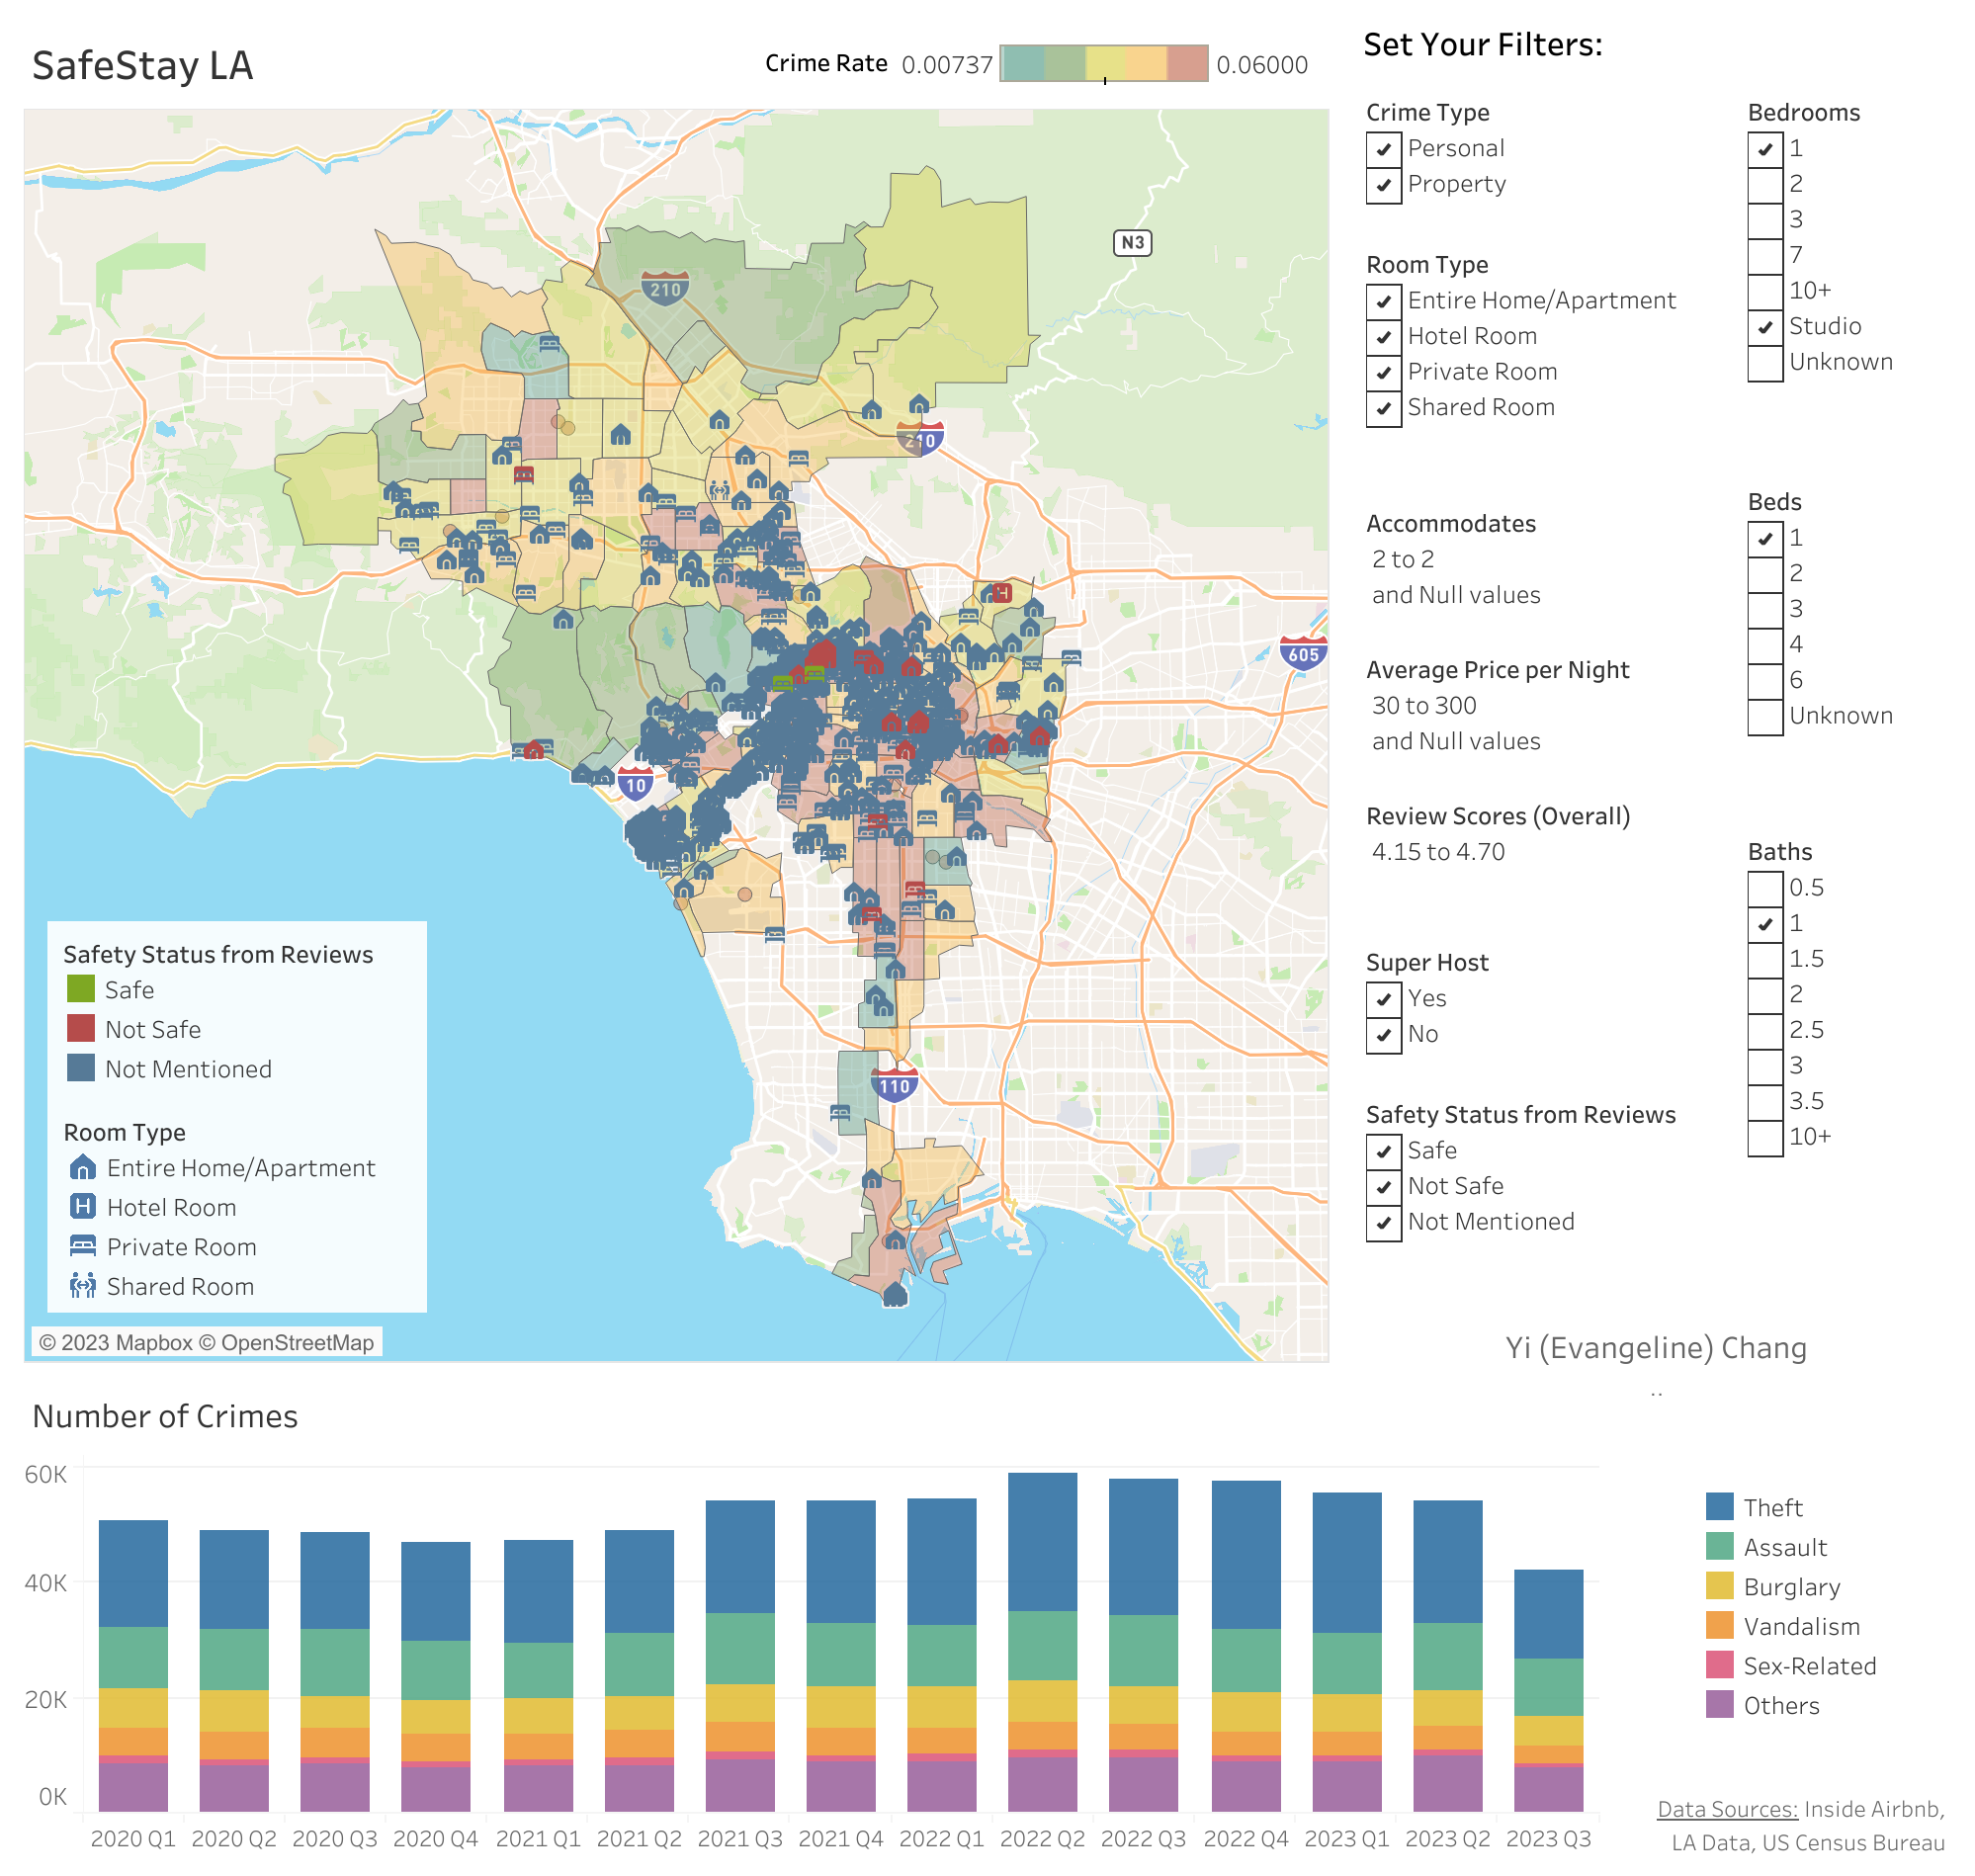 SafeStay LA
Crime Rate 0.00737 0.06000
N3
210
210
605
10
110
Safety Status from Reviews
Safe
Not Safe
Not Mentioned
Room Type
Entire Home/Apartment
H Hotel Room
Private Room
Shared Room
© 2023 Mapbox © OpenStreetMap
Set Your Filters:
Crime Type
Personal
Property
Room Type
Entire Home/Apartment
Hotel Room
Private Room
Shared Room
Accommodates
2 to 2
and Null values
Average Price per Night
30 to 300
and Null values
Review Scores (Overall)
4.15 to 4.70
Super Host
Yes
No
Safety Status from Reviews
Safe
Not Safe
Not Mentioned
Bedrooms
1
2
3
7
10+
Studio
Unknown
Beds
1
2
3
4
6
Unknown
Baths
0.5
1
1.5
2
2.5
3
3.5
10+
Yi (Evangeline) Chang
..
Number of Crimes
60K
40K
20K
0K
2020 Q1 2020 Q2 2020 Q3 2020 Q4 2021 Q1 2021 Q2 2021 Q3 2021 Q4 2022 Q1 2022 Q2 2022 Q3 2022 Q4 2023 Q1 2023 Q2 2023 Q3
Theft
Assault
Burglary
Vandalism
Sex-Related
Others
Data Sources: Inside Airbnb,
LA Data, US Census Bureau